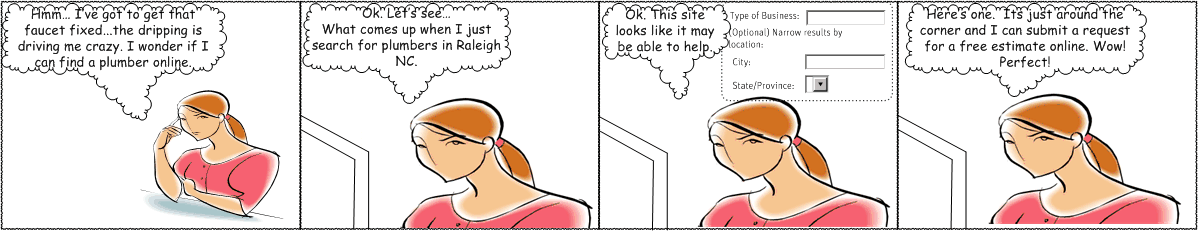 Hmm... I've got to get that
faucet fixed...the dripping is
driving me crazy. I wonder if I
can find a plumber online.
Ok. Let's see...
What comes up when I just
search for plumbers in Raleigh
NC.
Ok. This site
looks like it may
be able to help.
Type of Business:
(Optional) Narrow results by
location:
City:
State/Province:
Here's one. Its just around the
corner and I can submit a request
for a free estimate online. Wow!
Perfect!